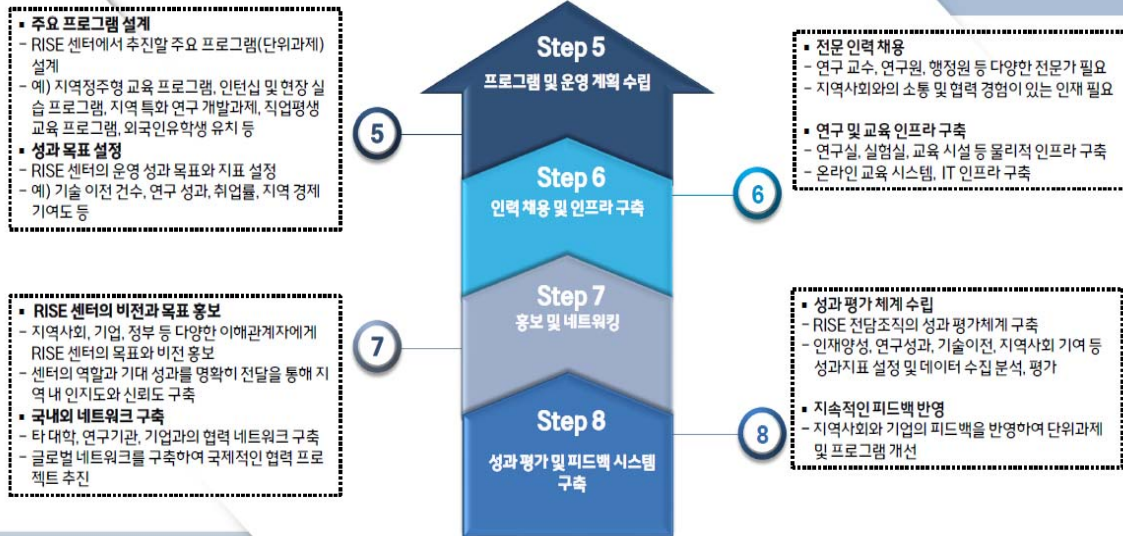 ▪ 주요 프로그램 설계
– RISE 센터에서 추진할 주요 프로그램(단위과제)
설계
– 예) 지역정주형 교육 프로그램, 인턴십 및 현장 실
습 프로그램, 지역 특화 연구 개발과제, 직업평생
교육 프로그램, 외국인유학생 유치 등
▪ 성과 목표 설정
– RISE 센터의 운영 성과 목표와 지표 설정
– 예) 기술 이전 건수, 연구 성과, 취업률, 지역 경제
기여도 등
5
Step 5
프로그램 및 운영 계획 수립
▪ 전문 인력 채용
– 연구 교수, 연구원, 행정원 등 다양한 전문가 필요
– 지역사회와의 소통 및 협력 경험이 있는 인재 필요
▪ 연구 및 교육 인프라 구축
– 연구실, 실험실, 교육 시설 등 물리적 인프라 구축
– 온라인 교육 시스템, IT 인프라 구축
6
Step 6
인력 채용 및 인프라 구축
▪ RISE 센터의 비전과 목표 홍보
– 지역사회, 기업, 정부 등 다양한 이해관계자에게
RISE 센터의 목표와 비전 홍보
– 센터의 역할과 기대 성과를 명확히 전달을 통해 지
역 내 인지도와 신뢰도 구축
▪ 국내외 네트워크 구축
– 타 대학, 연구기관, 기업과의 협력 네트워크 구축
– 글로벌 네트워크를 구축하여 국제적인 협력 프로
젝트 추진
7
Step 7
홍보 및 네트워킹
▪ 성과 평가 체계 수립
– RISE 전담조직의 성과 평가체계 구축
– 인재양성, 연구성과, 기술이전, 지역사회 기여 등
성과지표 설정 및 데이터 수집 분석, 평가
▪ 지속적인 피드백 반영
– 지역사회와 기업의 피드백을 반영하여 단위과제
및 프로그램 개선
8
Step 8
성과 평가 및 피드백 시스템
구축